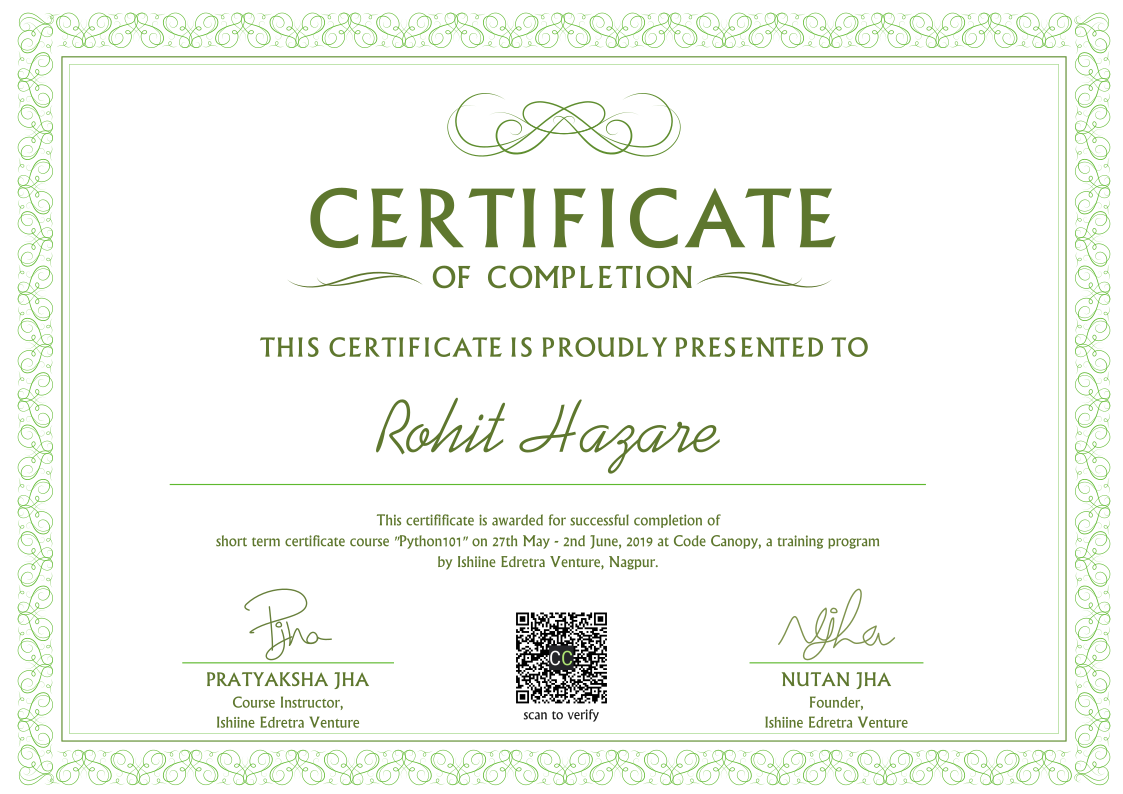 CERTIFICATE
OF COMPLETION
THIS CERTIFICATE IS PROUDLY PRESENTED TO
Rohit Hazare
This certififficate is awarded for successful completion of
short term certificate course "Python101" on 27th May - 2nd June, 2019 at Code Canopy, a training program
by Ishiine Edretra Venture, Nagpur.
Pjha
Njha
CC
PRATYAKSHA JHA
Course Instructor,
Ishiine Edretra Venture
scan to verify
NUTAN JHA
Founder,
Ishiine Edretra Venture